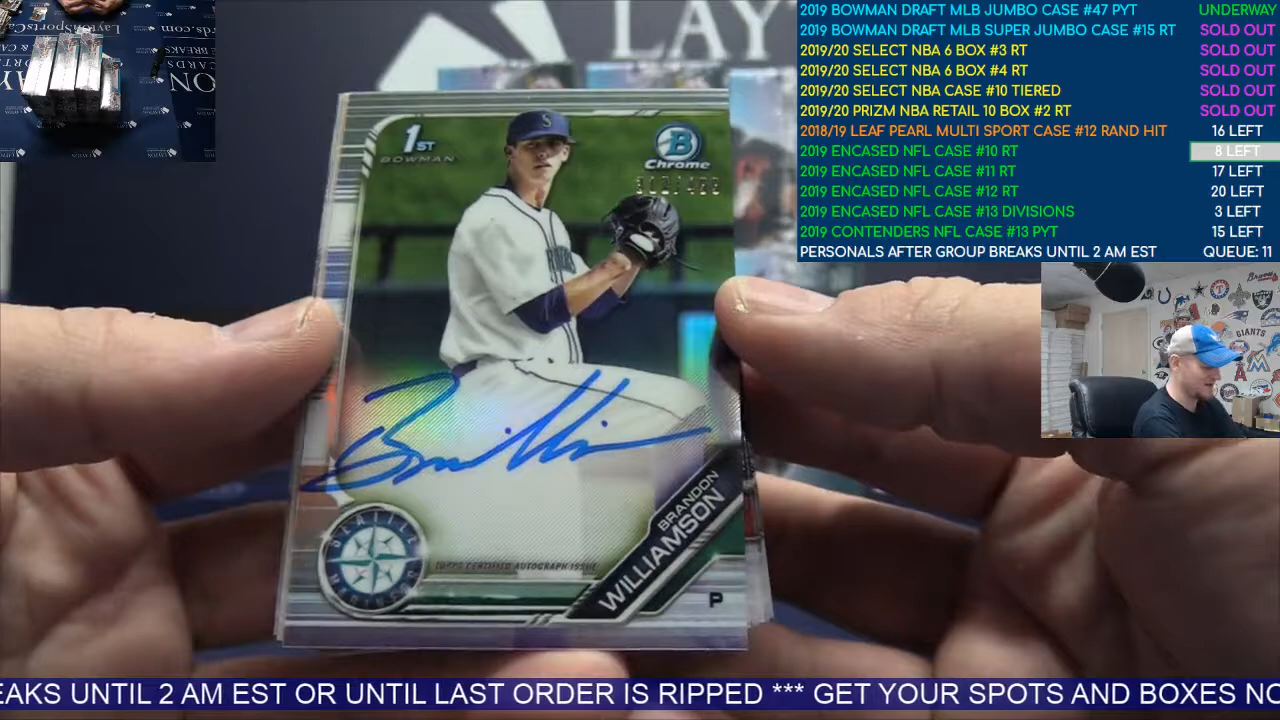 2019 BOWMAN DRAFT MLB JUMBO CASE #47 PYT UNDERWAY
2019 BOWMAN DRAFT MLB SUPER JUMBO CASE #15 RT SOLD OUT
2019/20 SELECT NBA 6 BOX #3 RT SOLD OUT
2019/20 SELECT NBA 6 BOX #4 RT SOLD OUT
2019/20 SELECT NBA CASE #10 TIERED SOLD OUT
2019/20 PRIZM NBA RETAIL 10 BOX #2 RT SOLD OUT
2018/19 LEAF PEARL MULTI SPORT CASE #12 RAND HIT 16 LEFT
2019 ENCASED NFL CASE #10 RT 8 LEFT
2019 ENCASED NFL CASE #11 RT 17 LEFT
2019 ENCASED NFL CASE #12 RT 20 LEFT
2019 ENCASED NFL CASE #13 DIVISIONS 3 LEFT
2019 CONTENDERS NFL CASE #13 PYT 15 LEFT
PERSONALS AFTER GROUP BREAKS UNTIL 2 AM EST QUEUE: 11
LAY
1ST
BOWMAN
B
Chrome
S
SEATTLE
MARINERS
TOPPS CERTIFIED AUTOGRAPH ISSUE
BRANDON
WILLIAMSON
P
GIANTS
Braves
EAKS UNTIL 2 AM EST OR UNTIL LAST ORDER IS RIPPED *** GET YOUR SPOTS AND BOXES NO